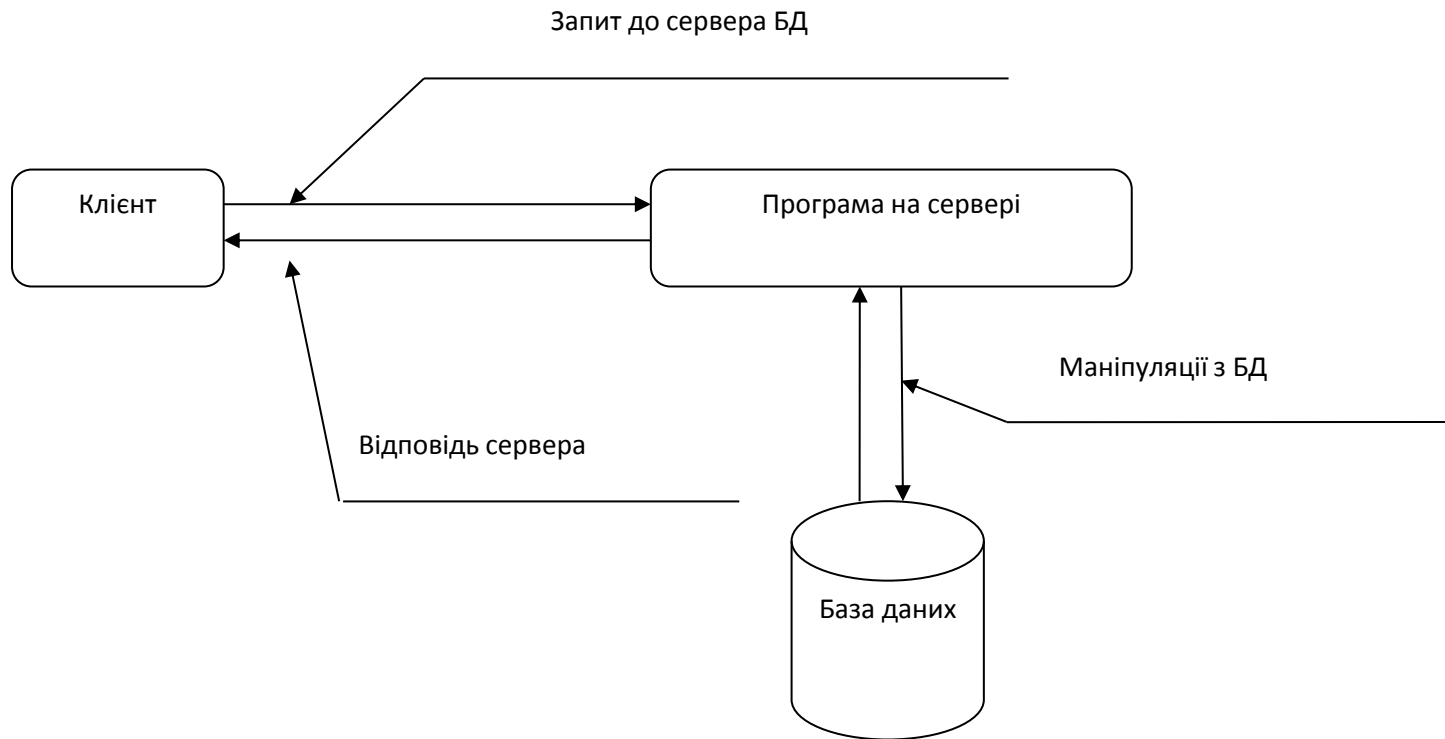 Запит до сервера БД
Клієнт
Програма на сервері
Маніпуляції з БД
Відповідь сервера
База даних